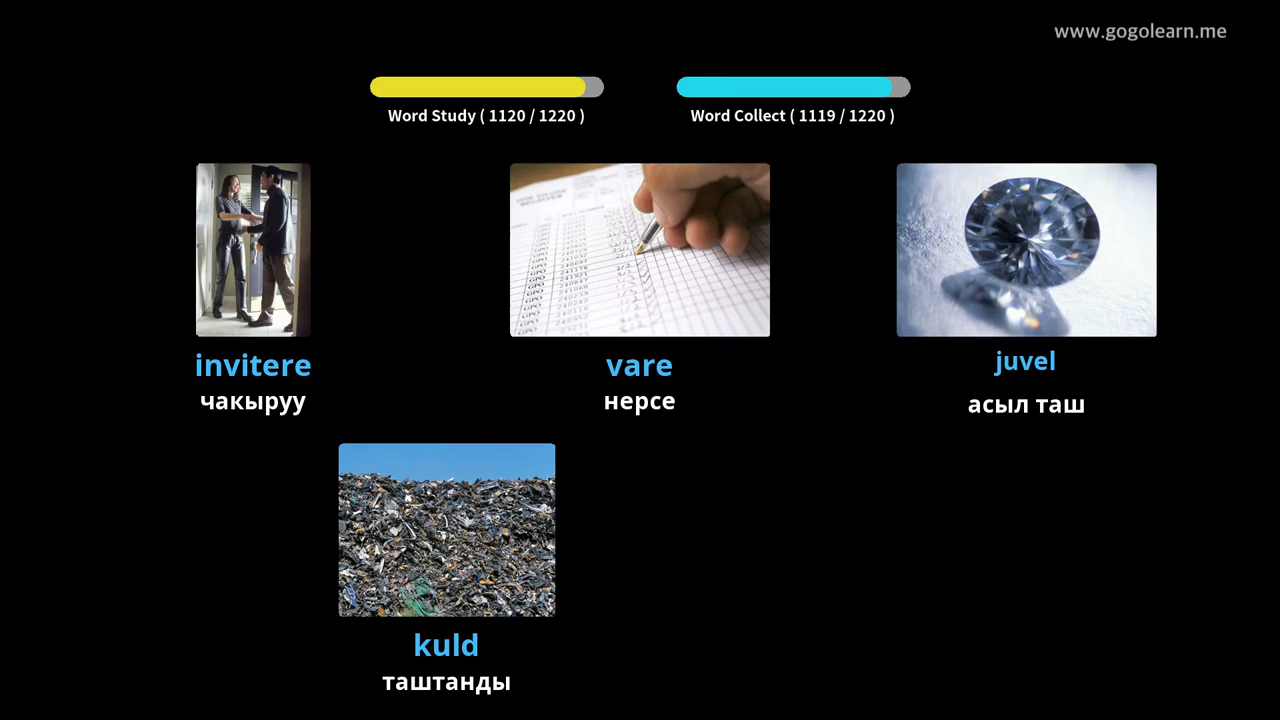 www.gogolearn.me
Word Study ( 1120 / 1220 )
Word Collect ( 1119 / 1220 )
invitere
чакыруу
vare
нерсе
juvel
асыл таш
kuld
таштанды